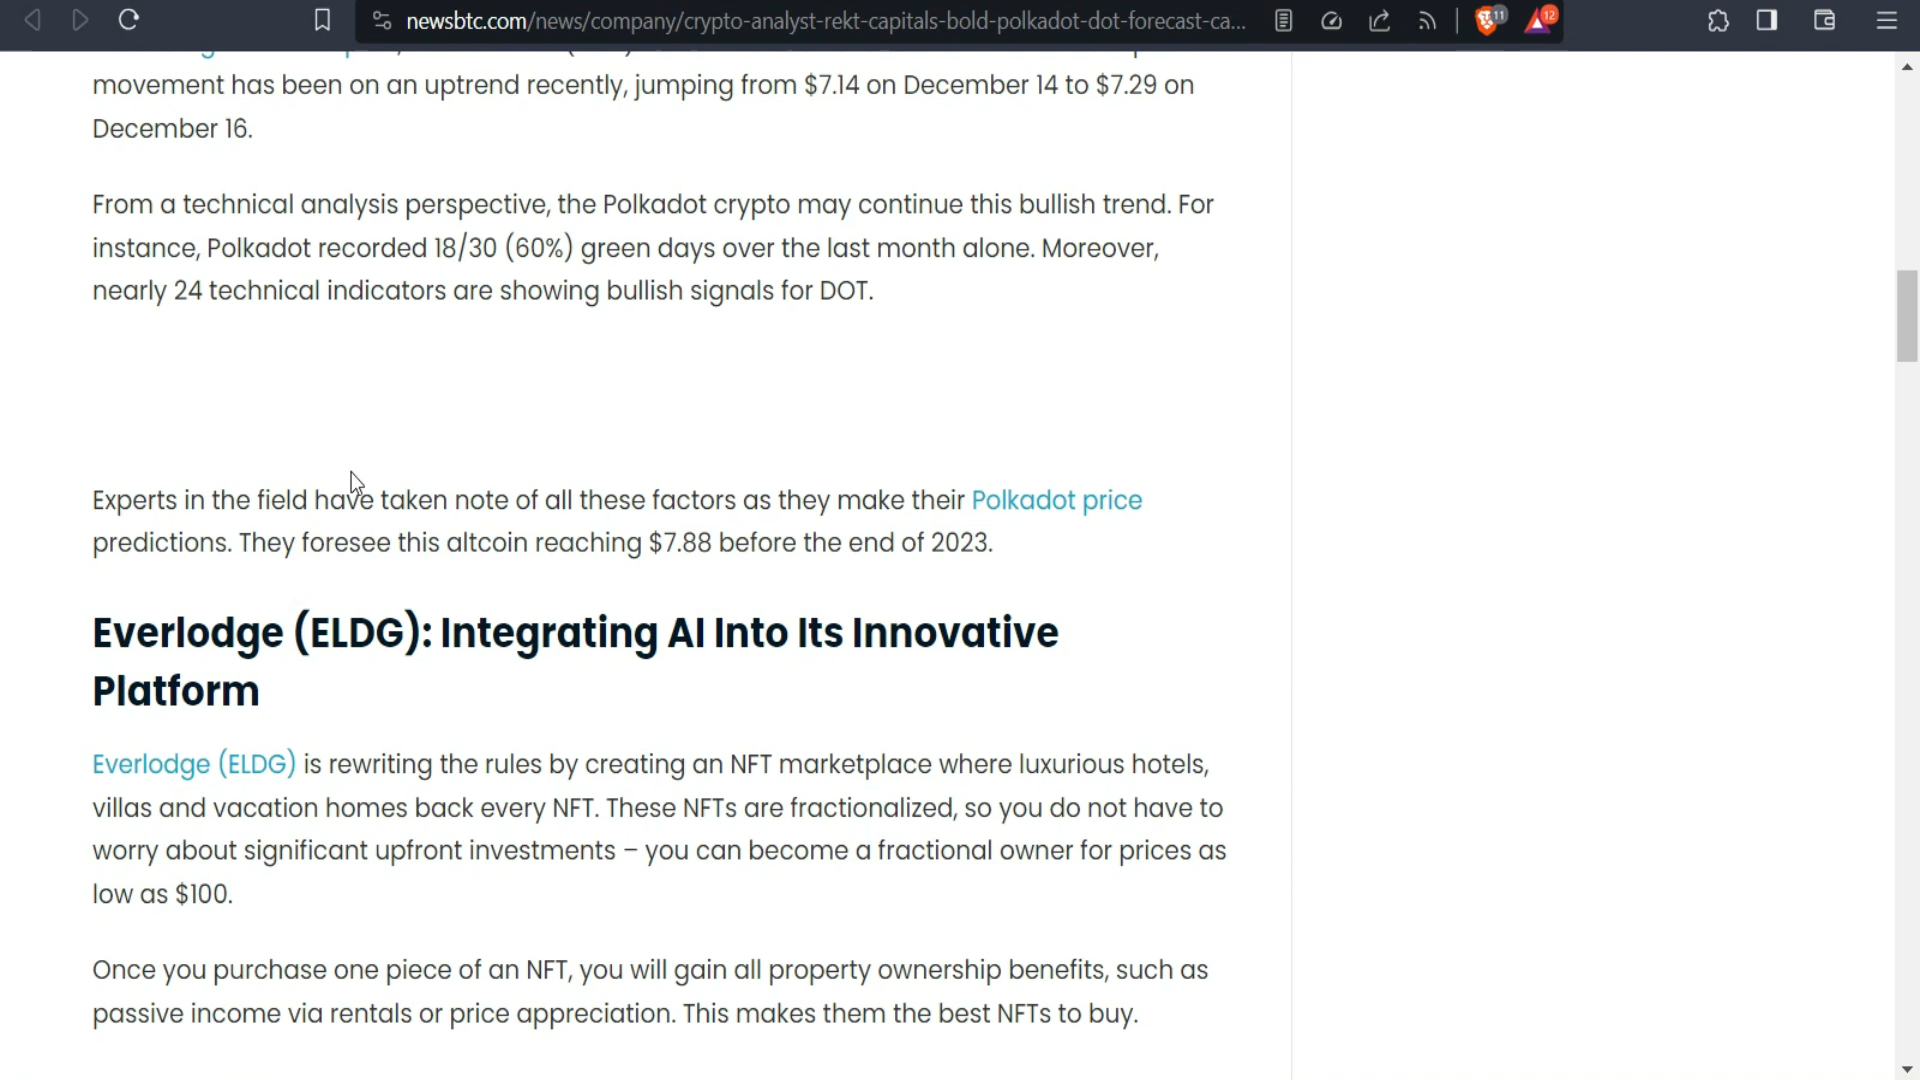 newsbtc.com/news/company/crypto-analyst-rekt-capitals-bold-polkadot-dot-forecast-ca...
11
12
movement has been on an uptrend recently, jumping from $7.14 on December 14 to $7.29 on
December 16.
From a technical analysis perspective, the Polkadot crypto may continue this bullish trend. For
instance, Polkadot recorded 18/30 (60%) green days over the last month alone. Moreover,
nearly 24 technical indicators are showing bullish signals for DOT.
Experts in the field have taken note of all these factors as they make their Polkadot price
predictions. They foresee this altcoin reaching $7.88 before the end of 2023.
Everlodge (ELDG): Integrating AI Into Its Innovative
Platform
Everlodge (ELDG) is rewriting the rules by creating an NFT marketplace where luxurious hotels,
villas and vacation homes back every NFT. These NFTs are fractionalized, so you do not have to
worry about significant upfront investments – you can become a fractional owner for prices as
low as $100.
Once you purchase one piece of an NFT, you will gain all property ownership benefits, such as
passive income via rentals or price appreciation. This makes them the best NFTs to buy.